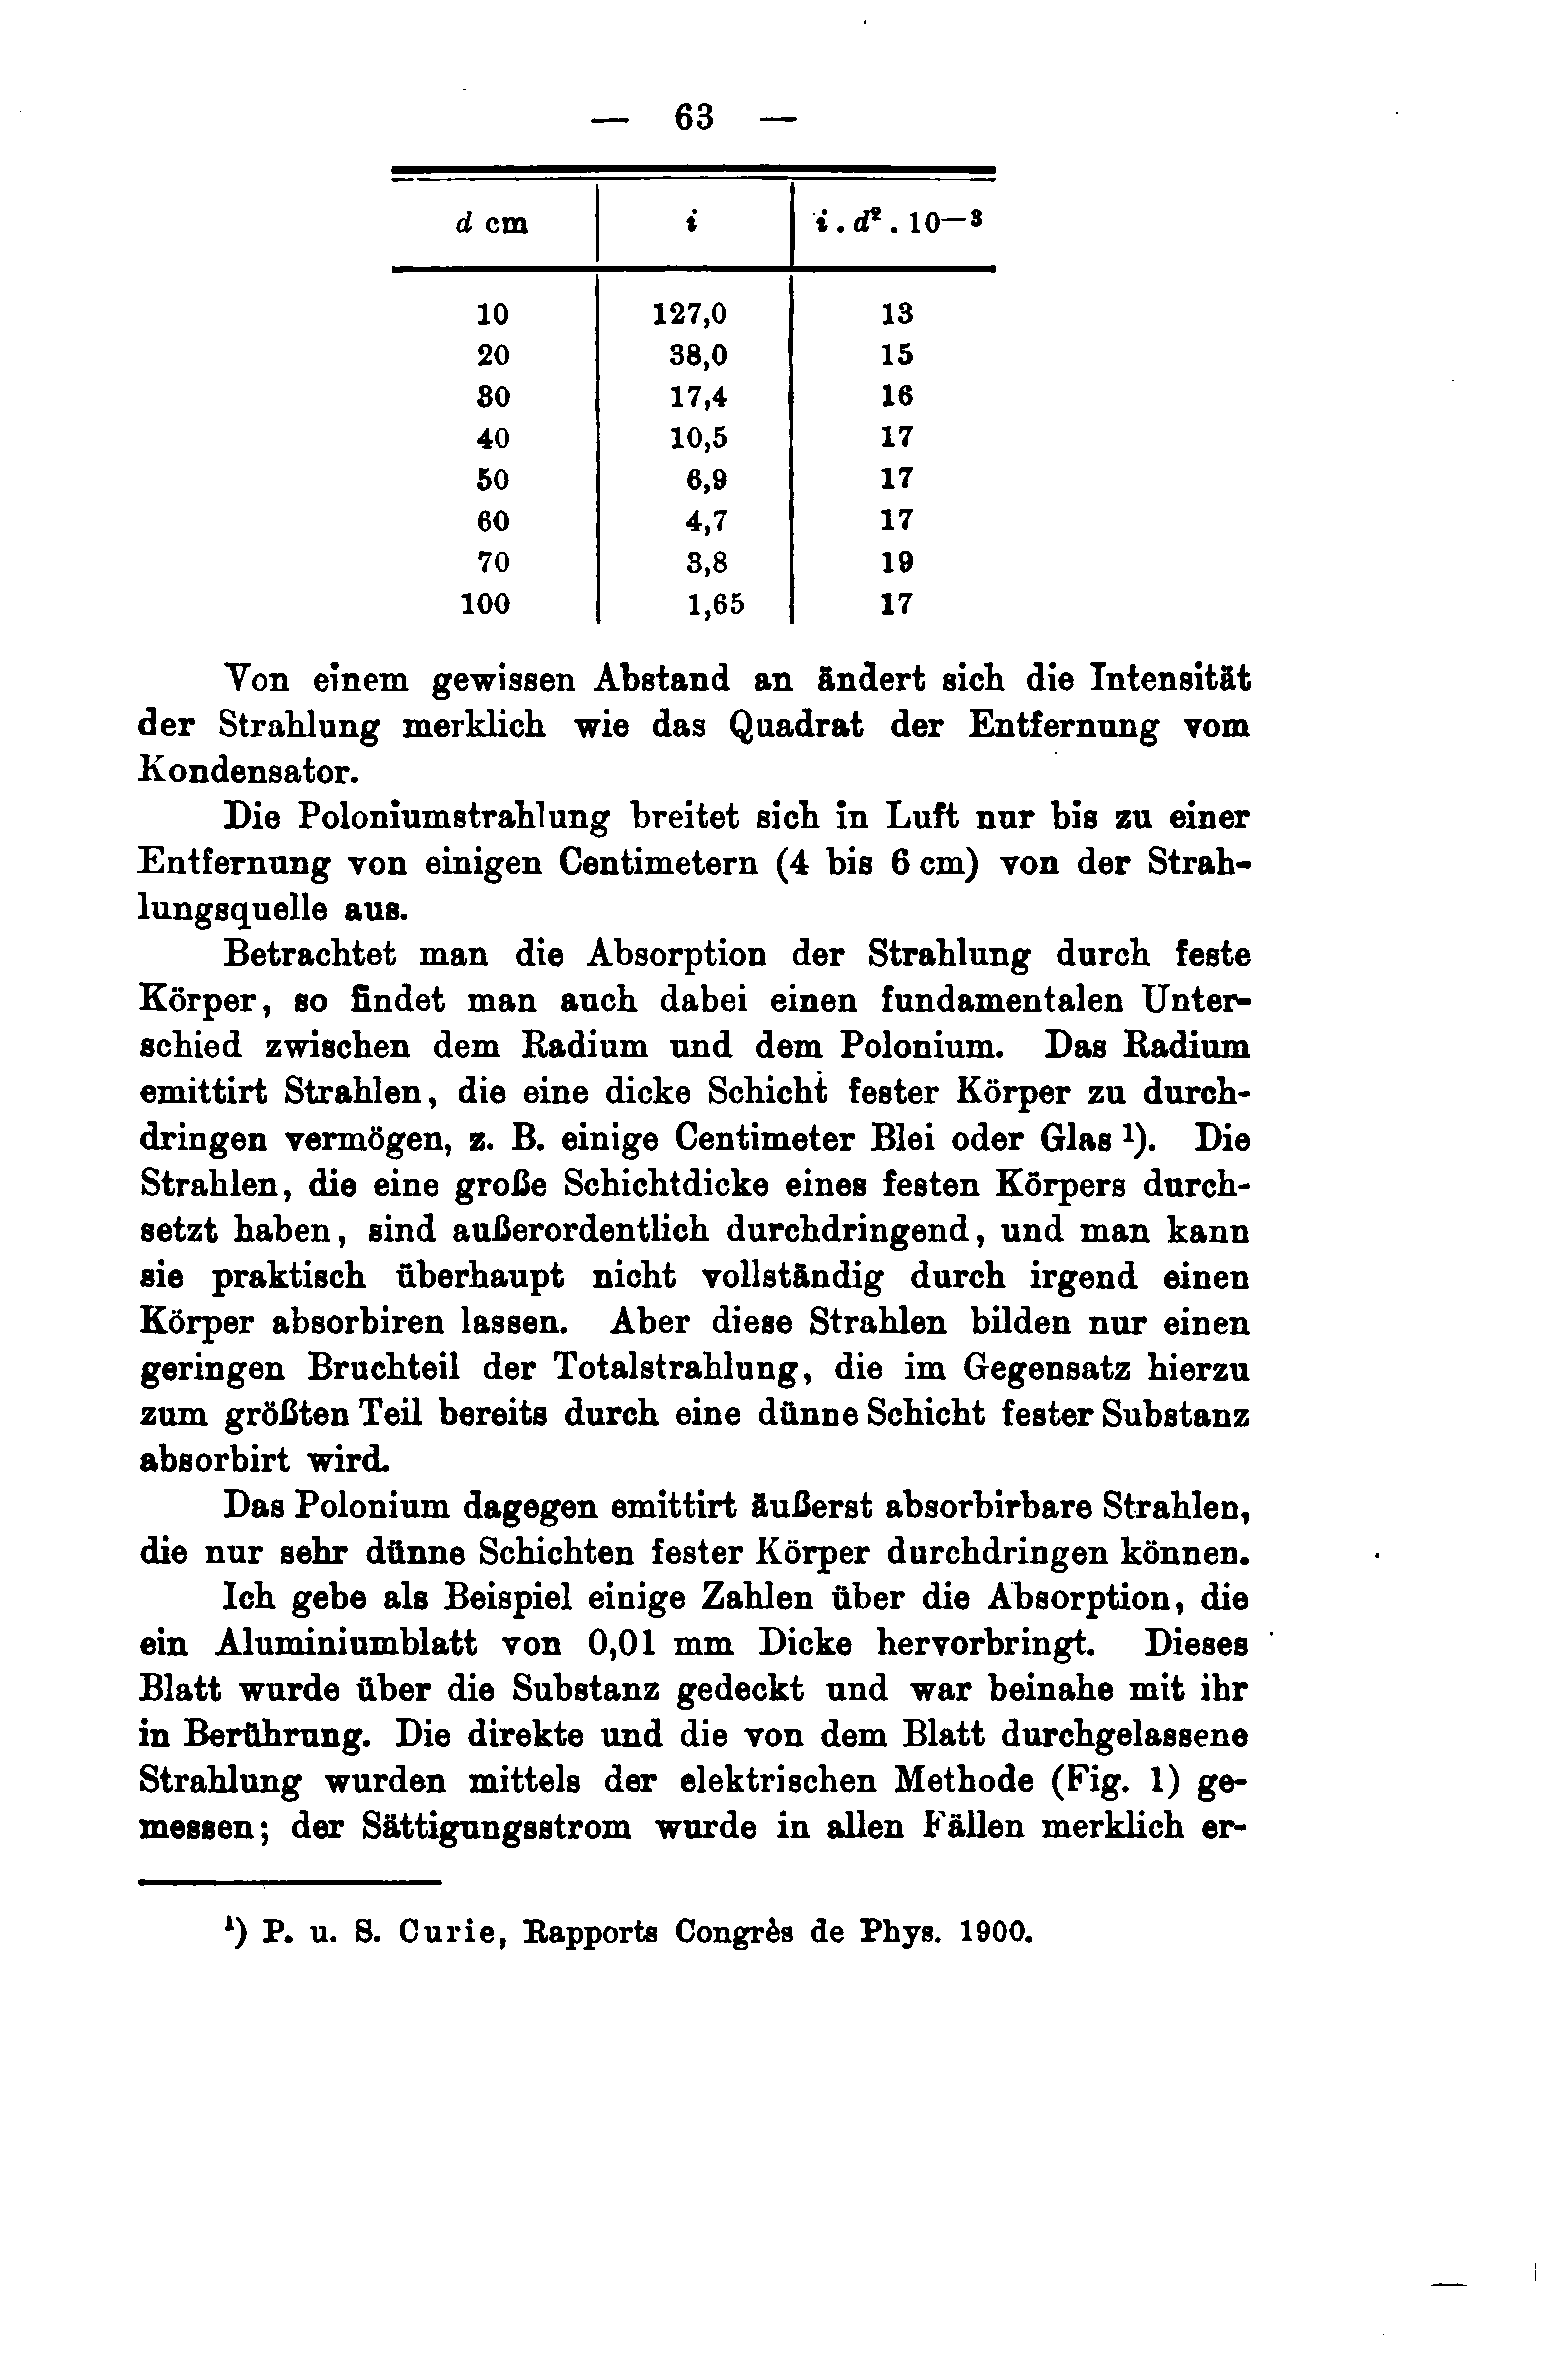 — 63 —
d cm i i . d² . 10—³
10 127,0 13
20 38,0 15
30 17,4 16
40 10,5 17
50 6,9 17
60 4,7 17
70 3,8 19
100 1,65 17
Von einem gewissen Abstand an ändert sich die Intensität
der Strahlung merklich wie das Quadrat der Entfernung vom
Kondensator.
Die Poloniumstrahlung breitet sich in Luft nur bis zu einer
Entfernung von einigen Centimetern (4 bis 6 cm) von der Strah-
lungsquelle aus.
Betrachtet man die Absorption der Strahlung durch feste
Körper, so findet man auch dabei einen fundamentalen Unter-
schied zwischen dem Radium und dem Polonium. Das Radium
emittirt Strahlen, die eine dicke Schicht fester Körper zu durch-
dringen vermögen, z. B. einige Centimeter Blei oder Glas ¹). Die
Strahlen, die eine große Schichtdicke eines festen Körpers durch-
setzt haben, sind außerordentlich durchdringend, und man kann
sie praktisch überhaupt nicht vollständig durch irgend einen
Körper absorbiren lassen. Aber diese Strahlen bilden nur einen
geringen Bruchteil der Totalstrahlung, die im Gegensatz hierzu
zum größten Teil bereits durch eine dünne Schicht fester Substanz
absorbirt wird.
Das Polonium dagegen emittirt äußerst absorbirbare Strahlen,
die nur sehr dünne Schichten fester Körper durchdringen können.
Ich gebe als Beispiel einige Zahlen über die Absorption, die
ein Aluminiumblatt von 0,01 mm Dicke hervorbringt. Dieses
Blatt wurde über die Substanz gedeckt und war beinahe mit ihr
in Berührung. Die direkte und die von dem Blatt durchgelassene
Strahlung wurden mittels der elektrischen Methode (Fig. 1) ge-
messen; der Sättigungsstrom wurde in allen Fällen merklich er-
¹) P. u. S. Curie, Rapports Congrès de Phys. 1900.